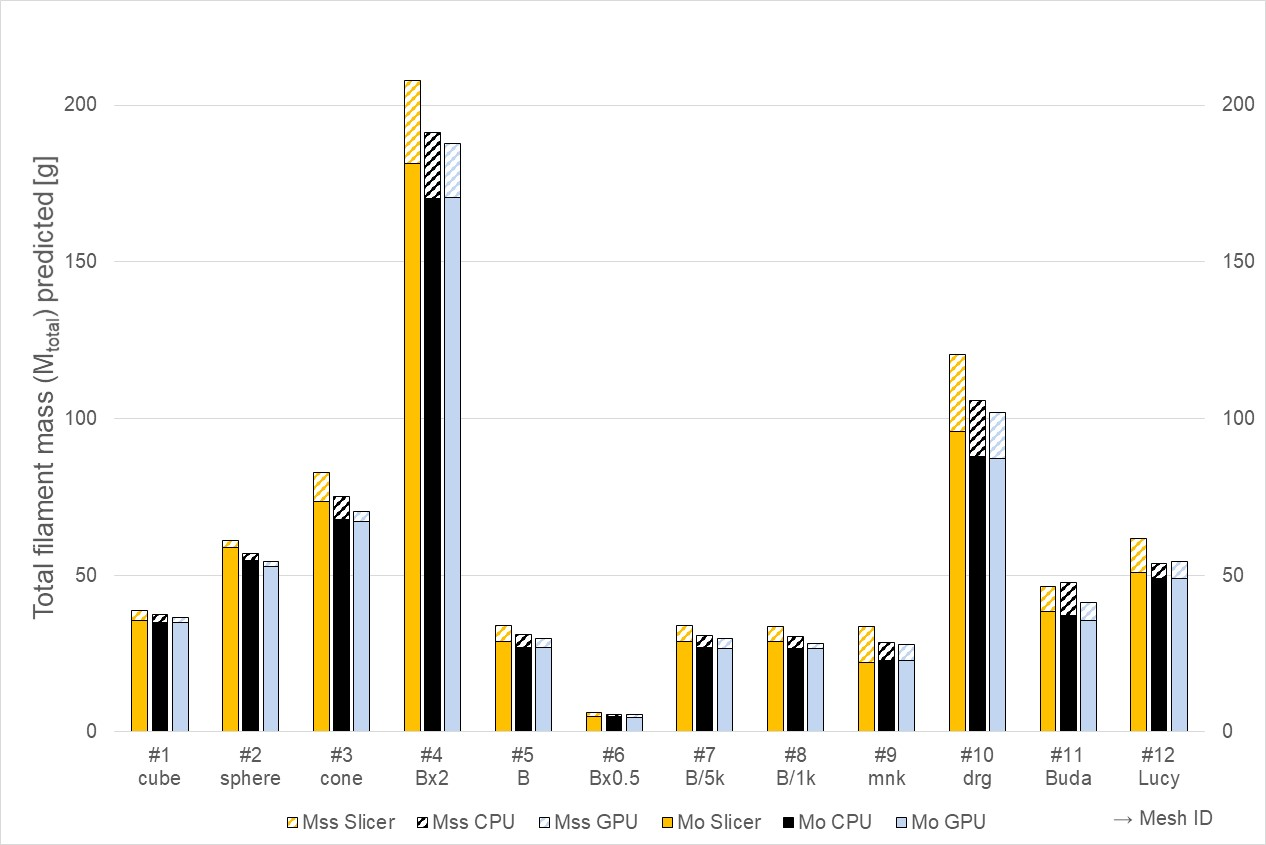 Total filament mass (Mtotal) predicted [g]
200
150
100
50
0
200
150
100
50
0
#1 #2 #3 #4 #5 #6 #7 #8 #9 #10 #11 #12
cube sphere cone Bx2 B Bx0.5 B/5k B/1k mnk drg Buda Lucy
Mss Slicer Mss CPU Mss GPU Mo Slicer Mo CPU Mo GPU → Mesh ID